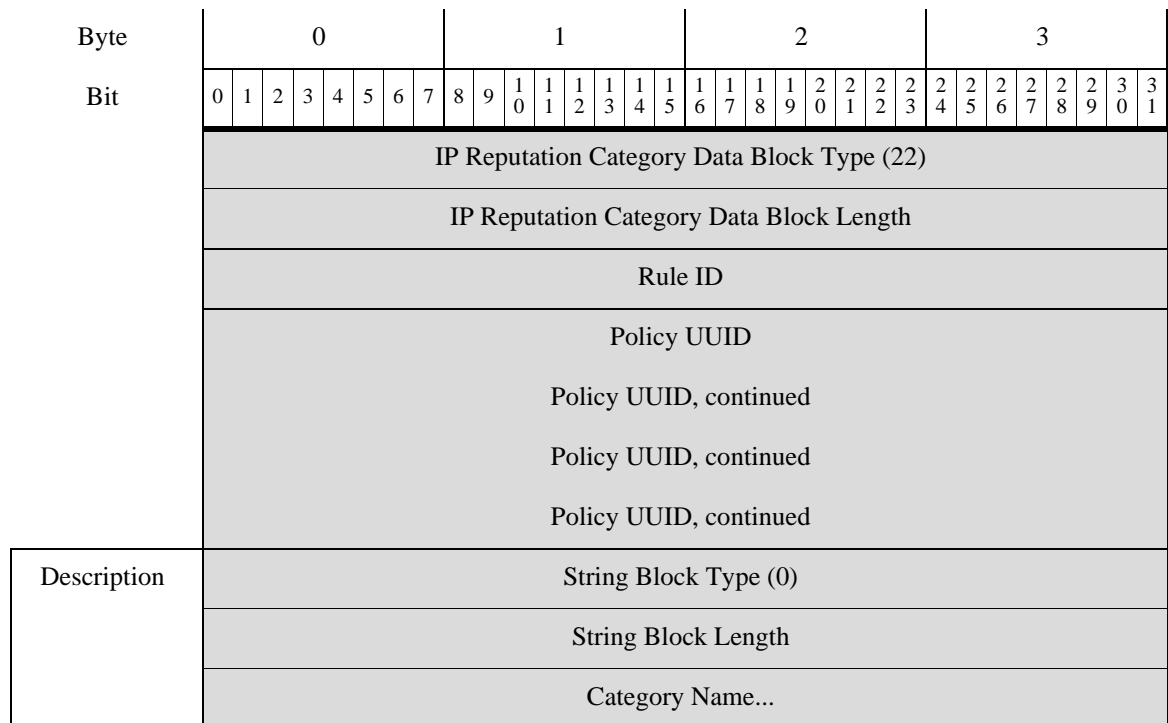 Byte 0 1 2 3
Bit 0 1 2 3 4 5 6 7 8 9 10 11 12 13 14 15 16 17 18 19 20 21 22 23 24 25 26 27 28 29 30 31
IP Reputation Category Data Block Type (22)
IP Reputation Category Data Block Length
Rule ID
Policy UUID
Policy UUID, continued
Policy UUID, continued
Policy UUID, continued
Description String Block Type (0)
String Block Length
Category Name...